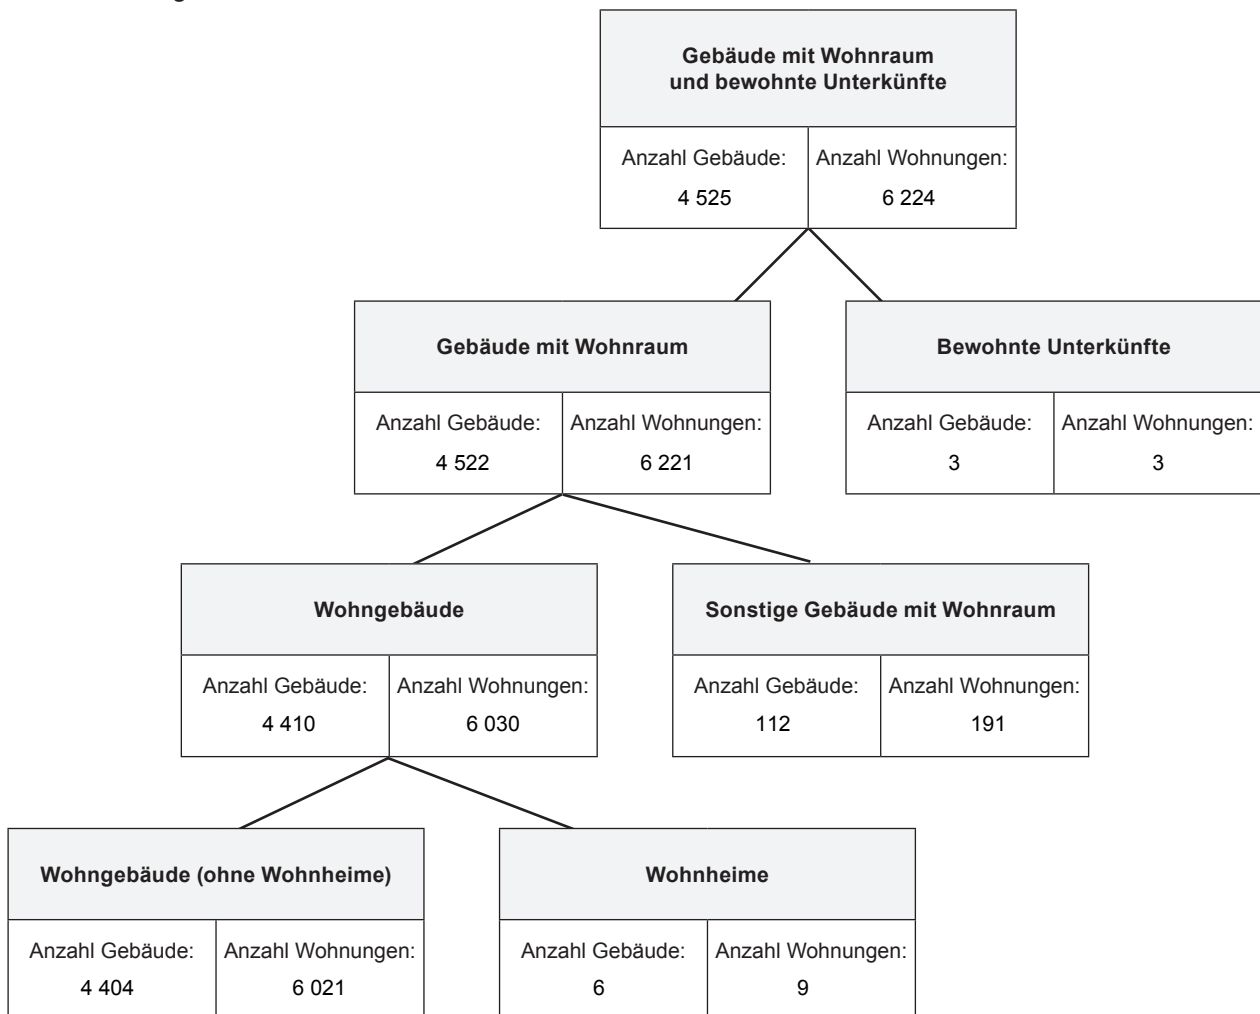 Gebäude mit Wohnraum
und bewohnte Unterkünfte
Anzahl Gebäude: Anzahl Wohnungen:
4 525 6 224
Gebäude mit Wohnraum
Bewohnte Unterkünfte
Anzahl Gebäude: Anzahl Wohnungen:
4 522 6 221
Anzahl Gebäude: Anzahl Wohnungen:
3 3
Wohngebäude
Sonstige Gebäude mit Wohnraum
Anzahl Gebäude: Anzahl Wohnungen:
4 410 6 030
Anzahl Gebäude: Anzahl Wohnungen:
112 191
Wohngebäude (ohne Wohnheime)
Wohnheime
Anzahl Gebäude: Anzahl Wohnungen:
4 404 6 021
Anzahl Gebäude: Anzahl Wohnungen:
6 9